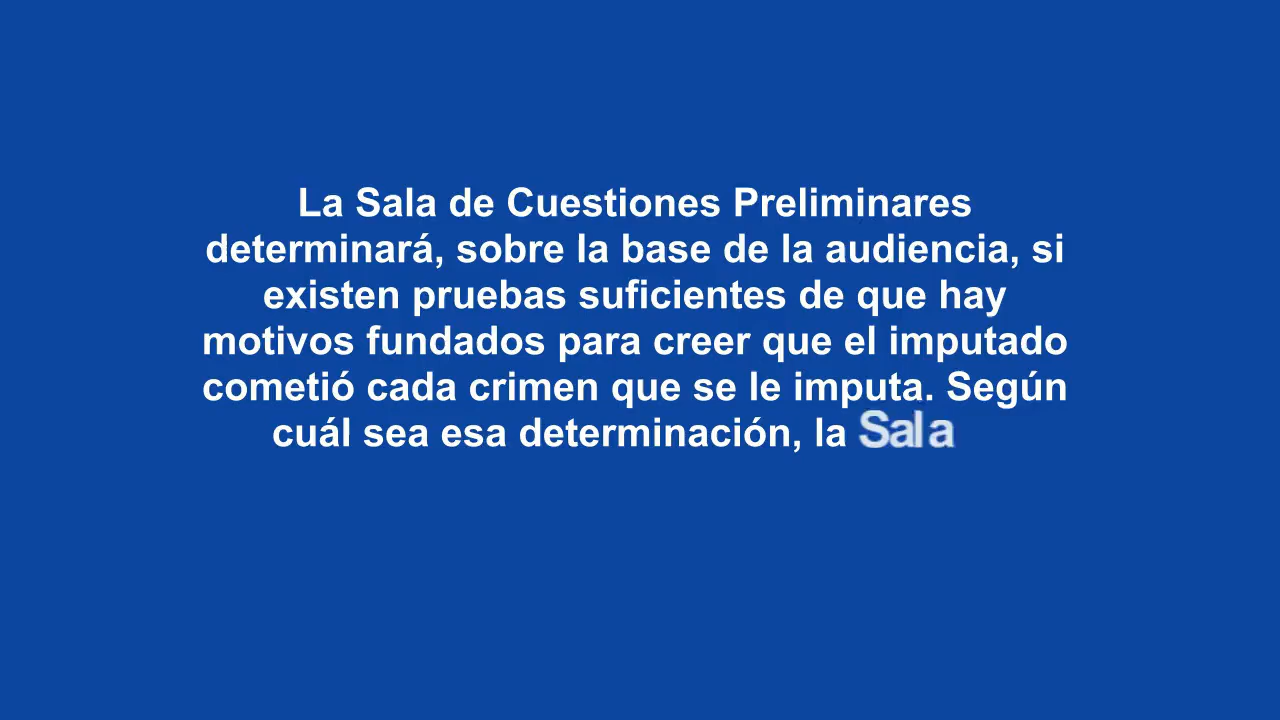 La Sala de Cuestiones Preliminares
determinará, sobre la base de la audiencia, si
existen pruebas suficientes de que hay
motivos fundados para creer que el imputado
cometió cada crimen que se le imputa. Según
cuál sea esa determinación, la Sala